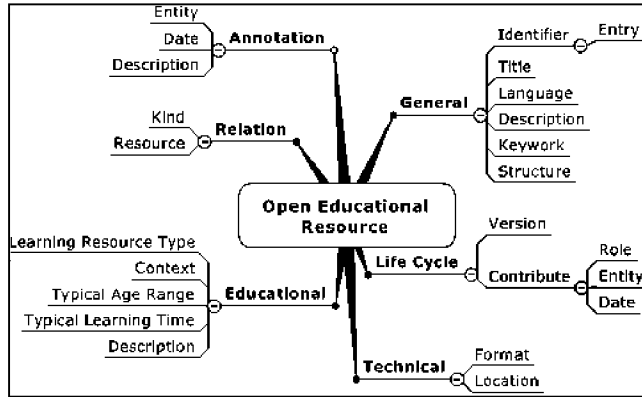 Entity
Date
Description
Annotation
Kind
Resource
Relation
Learning Resource Type
Context
Typical Age Range
Typical Learning Time
Description
Educational
Open Educational
Resource
General
Identifier
Entry
Title
Language
Description
Keywork
Structure
Life Cycle
Version
Contribute
Role
Entity
Date
Technical
Format
Location